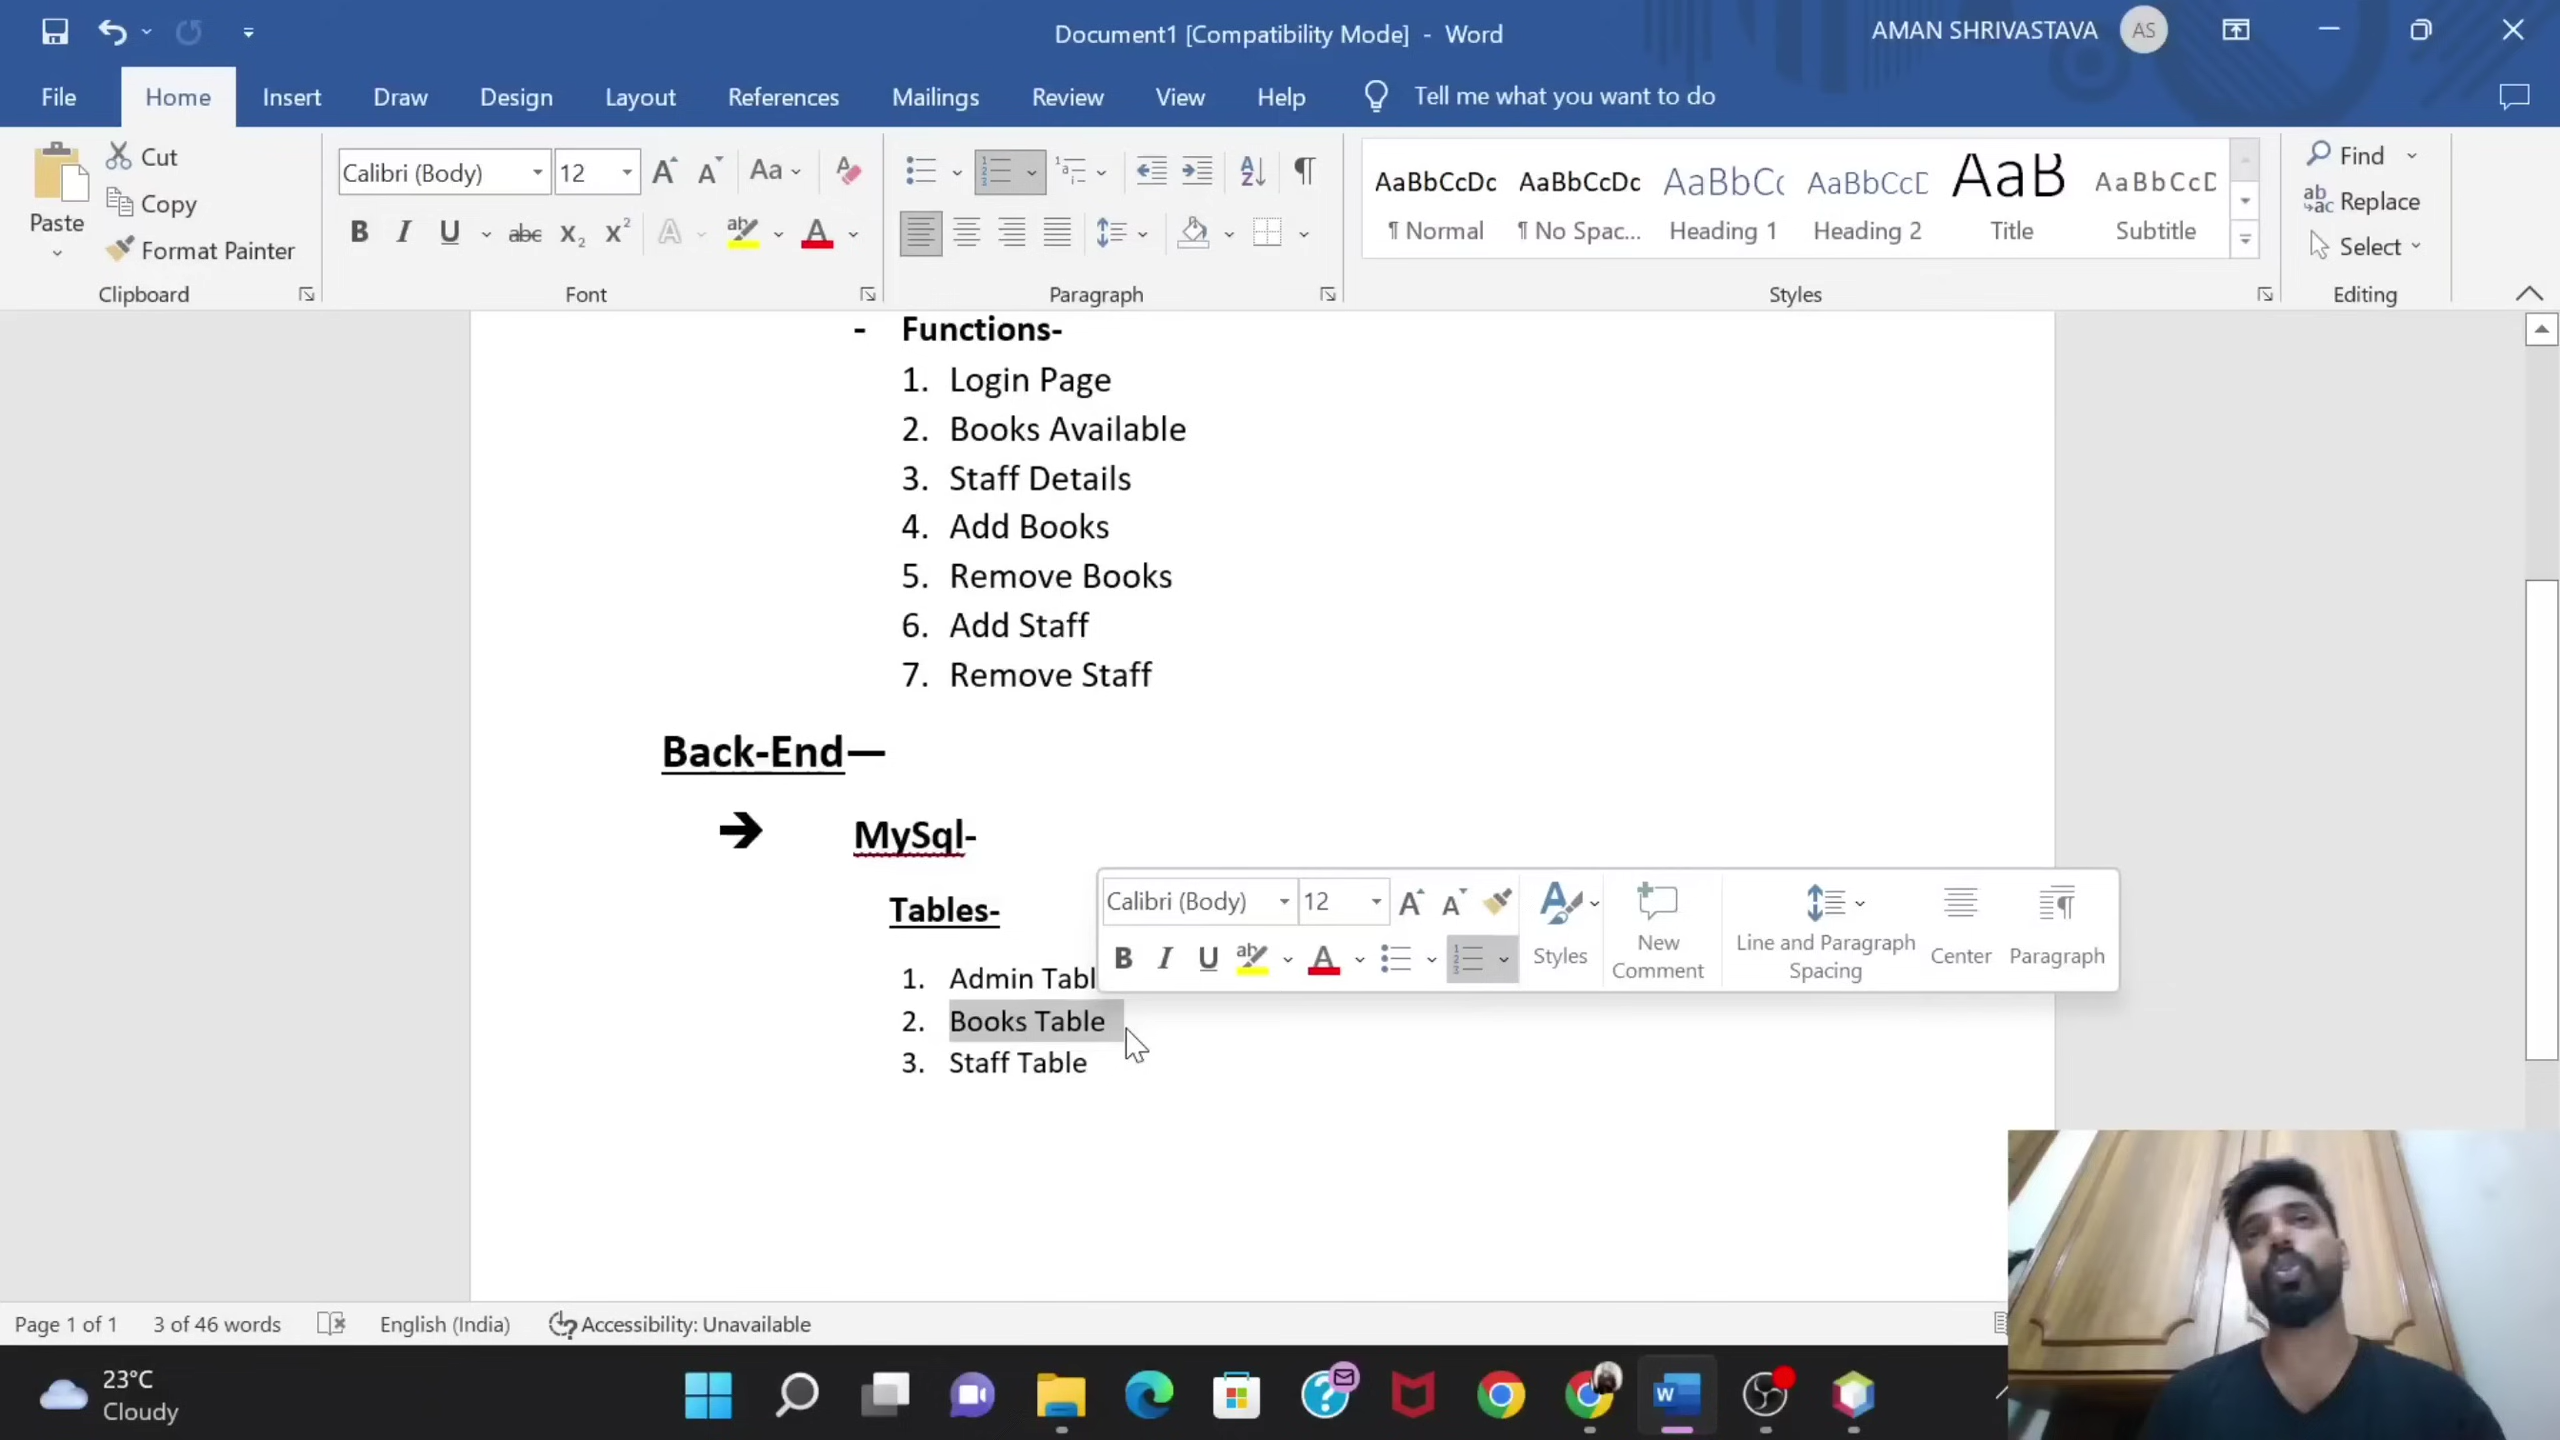 Document1 [Compatibility Mode] - Word
AMAN SHRIVASTAVA
AS
File
Home
Insert
Draw
Design
Layout
References
Mailings
Review
View
Help
Tell me what you want to do
Paste
Cut
Copy
Format Painter
Clipboard
Calibri (Body)
12
Font
Paragraph
AaBbCcDc
¶ Normal
AaBbCcDc
¶ No Spac...
AaBbCc
Heading 1
AaBbCcD
Heading 2
AaB
Title
AaBbCcD
Subtitle
Styles
Find
Replace
Select
Editing
- Functions-
1. Login Page
2. Books Available
3. Staff Details
4. Add Books
5. Remove Books
6. Add Staff
7. Remove Staff
Back-End—
➔ MySql-
Tables-
1. Admin Tabl
2. Books Table
3. Staff Table
Calibri (Body)
12
Styles
New
Comment
Line and Paragraph
Spacing
Center
Paragraph
Page 1 of 1
3 of 46 words
English (India)
Accessibility: Unavailable
23°C
Cloudy